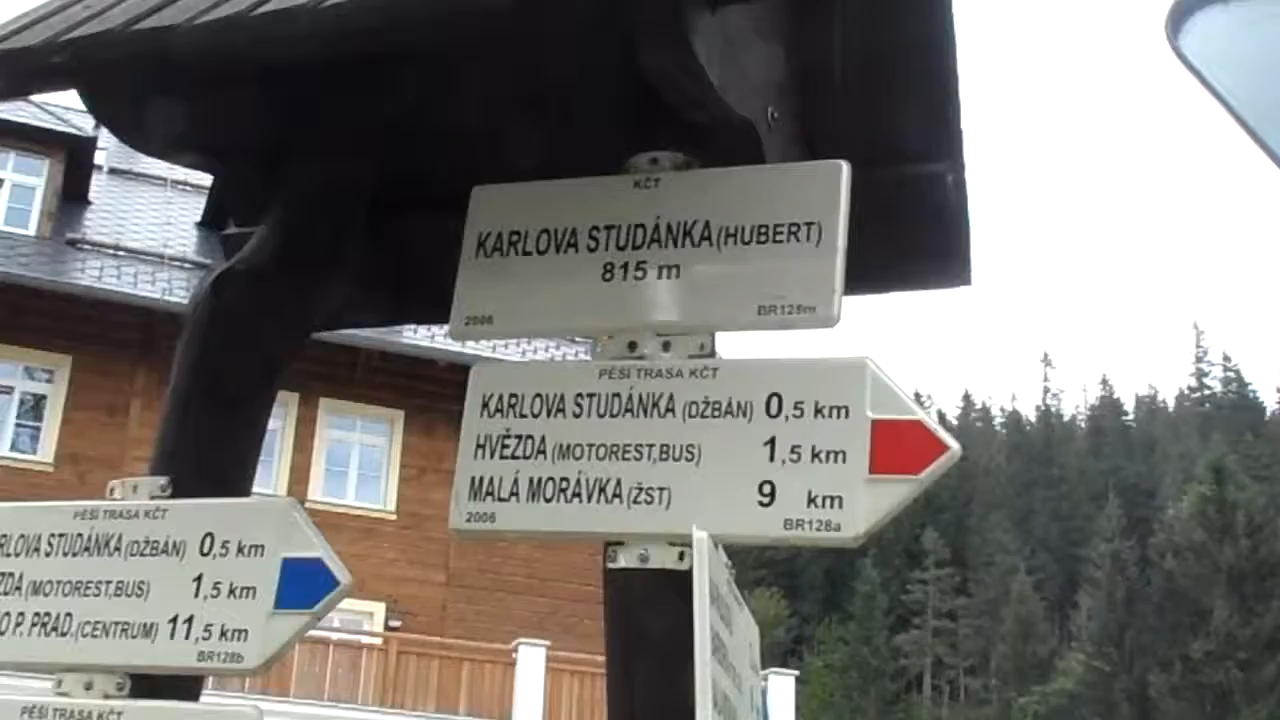 KČT
KARLOVA STUDÁNKA (HUBERT)
815 m
2006 BR128m
PĚŠÍ TRASA KČT
KARLOVA STUDÁNKA (DŽBÁN) 0,5 km
HVĚZDA (MOTOREST,BUS) 1,5 km
MALÁ MORÁVKA (ŽST) 9 km
2006 BR128a
PĚŠÍ TRASA KČT
RLOVA STUDÁNKA (DŽBÁN) 0,5 km
ZDA (MOTOREST,BUS) 1,5 km
O P. PRAD. (CENTRUM) 11,5 km
BR128b
PĚŠÍ TRASA KČT